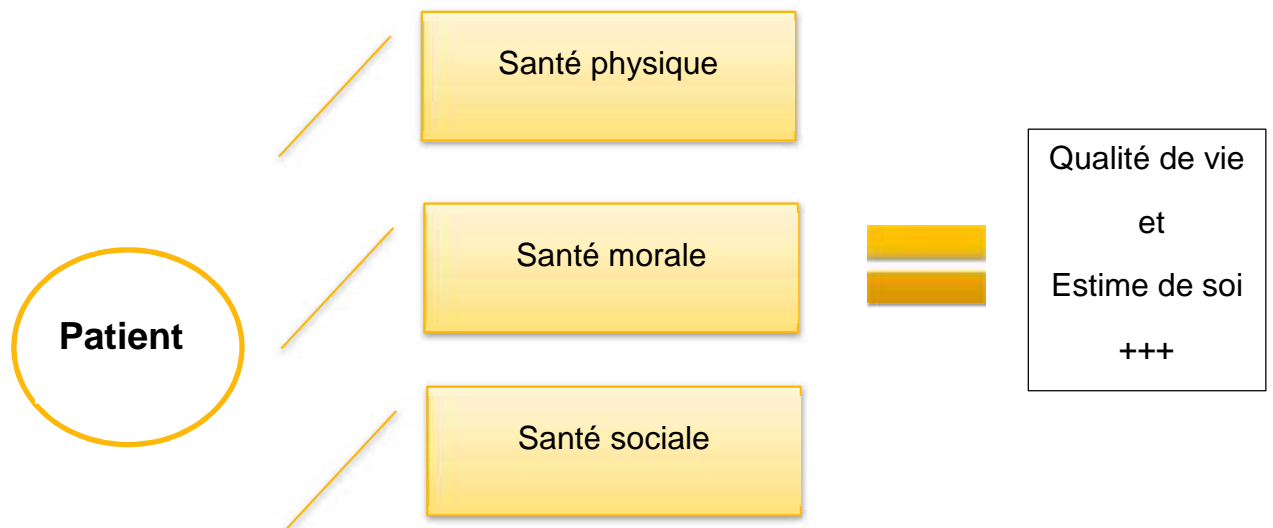 Patient
Santé physique
Santé morale
Santé sociale
Qualité de vie
et
Estime de soi
+++